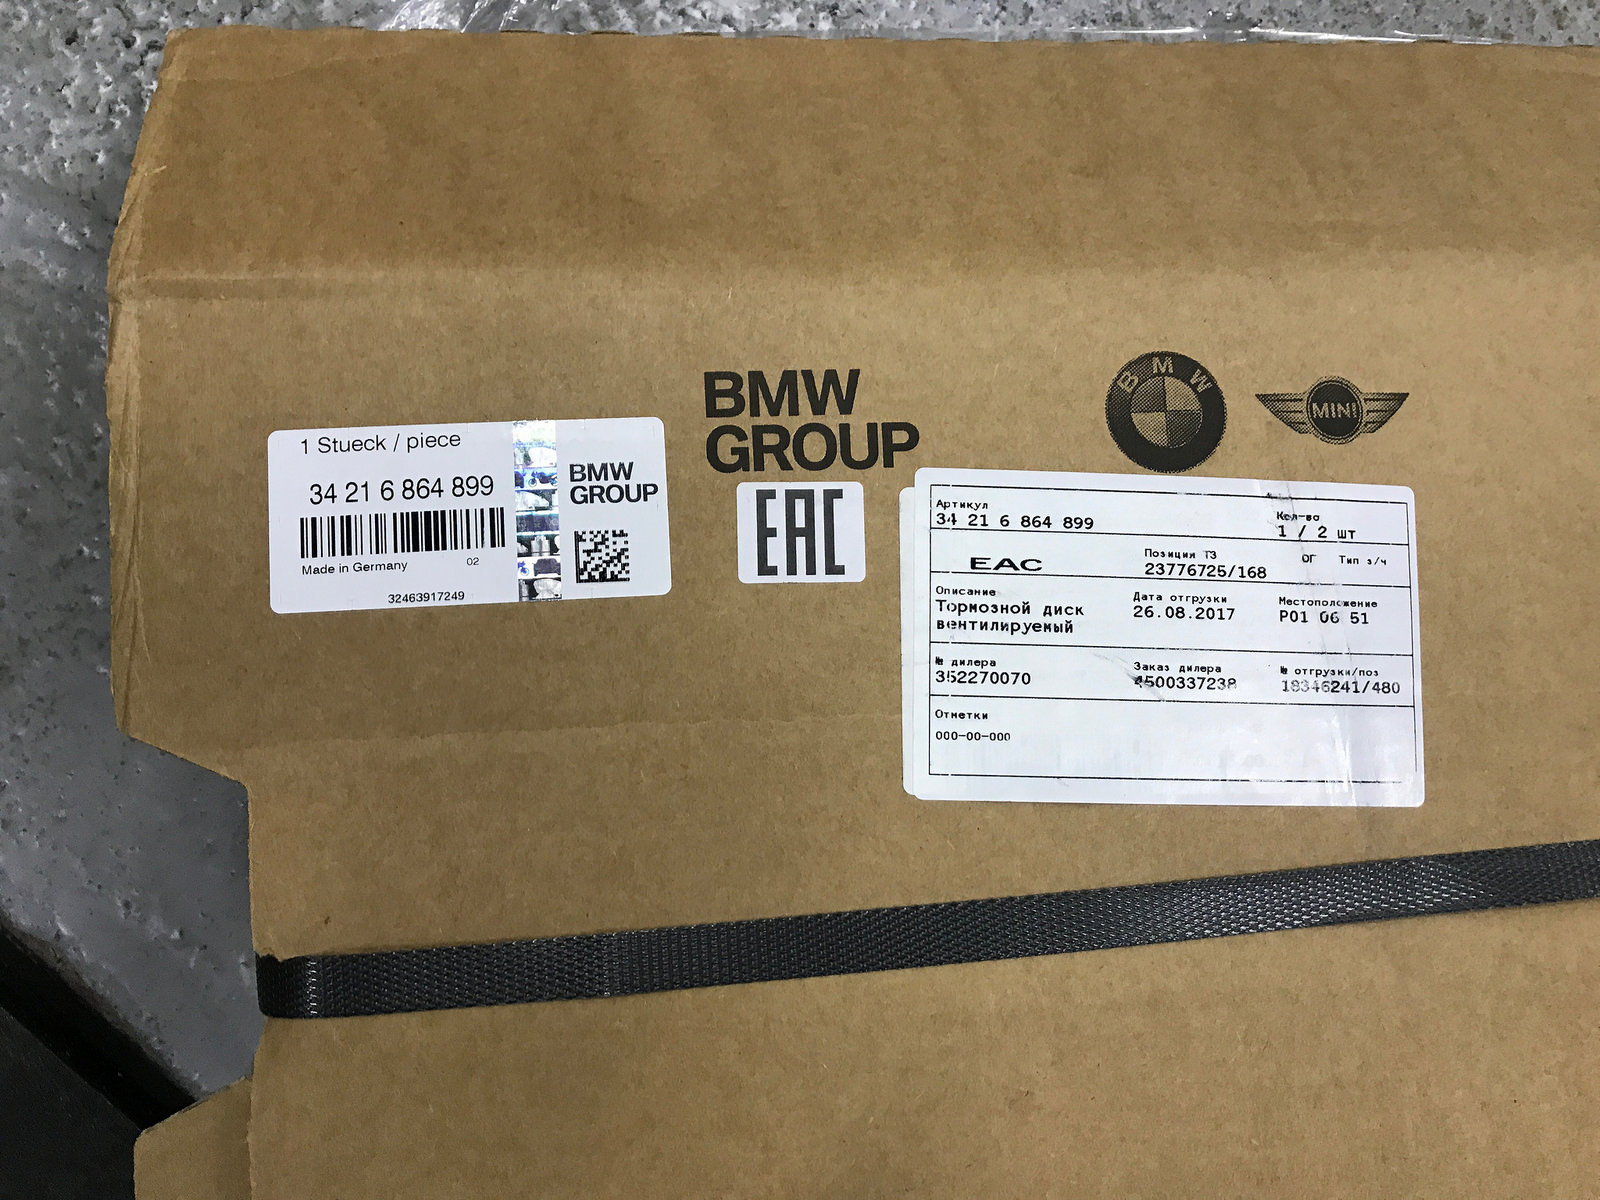 BMW
GROUP
BMW
MINI
1 Stueck / piece
34 21 6 864 899
Made in Germany
02
32463917249
BMW
GROUP
EAC
Артикул
34 21 6 864 899
Кол-во
1 / 2 шт
EAC
Позиция ТЗ
23776725/168
ОГ
Тип з/ч
Описание
Тормозной диск
вентилируемый
Дата отгрузки
26.08.2017
Местоположение
P01 06 51
№ дилера
352270070
Заказ дилера
4500337238
№ отгрузки/поз
18346241/480
Отметки
000-00-000